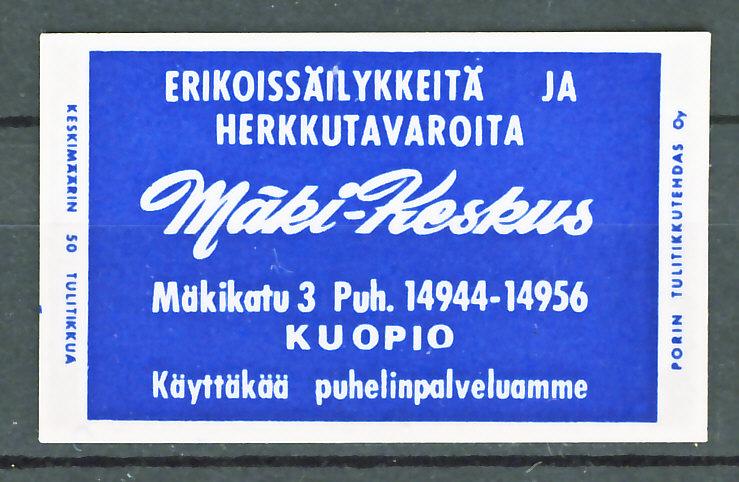 ERIKOISSÄILYKKEITÄ JA
HERKKUTAVAROITA
Mäki-Keskus
Mäkikatu 3 Puh. 14944-14956
KUOPIO
Käyttäkää puhelinpalveluamme
KESKIMÄÄRIN 50 TULITIKKUA
PORIN TULITIKKUTEHDAS Oy